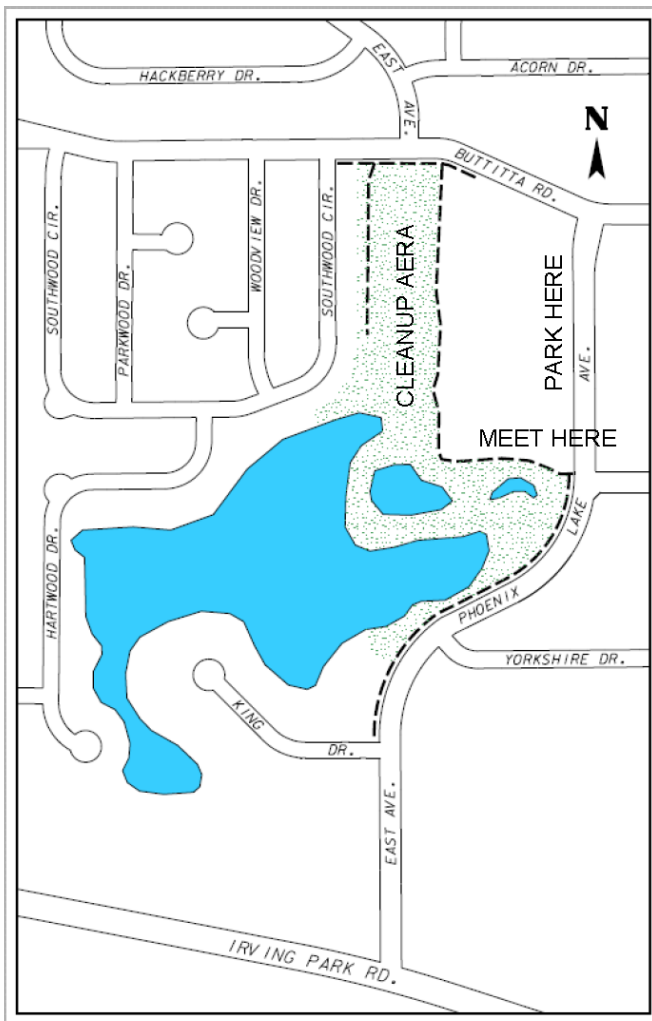 HACKBERRY DR.
EAST AVE.
ACORN DR.
N
BUTTITTA RD.
SOUTHWOOD CIR.
PARKWOOD DR.
WOODVIEW DR.
SOUTHWOOD CIR.
CLEANUP AERA
PARK HERE
AVE.
MEET HERE
LAKE
HARTWOOD DR.
PHOENIX
YORKSHIRE DR.
KING DR.
EAST AVE.
IRVING PARK RD.